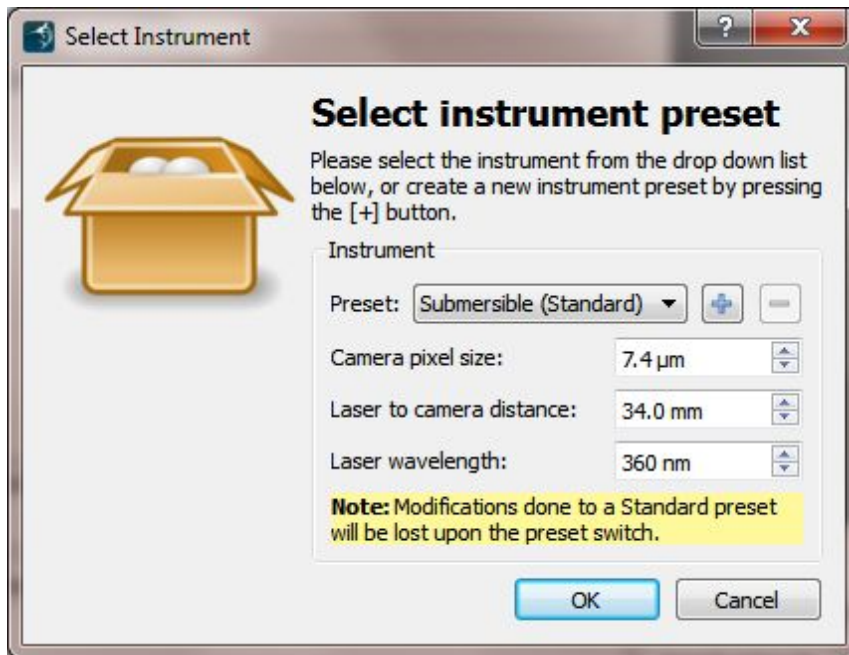 Select Instrument
Select instrument preset
Please select the instrument from the drop down list
below, or create a new instrument preset by pressing
the [+] button.
Instrument
Preset: Submersible (Standard)
Camera pixel size: 7.4 µm
Laser to camera distance: 34.0 mm
Laser wavelength: 360 nm
Note: Modifications done to a Standard preset
will be lost upon the preset switch.
OK Cancel